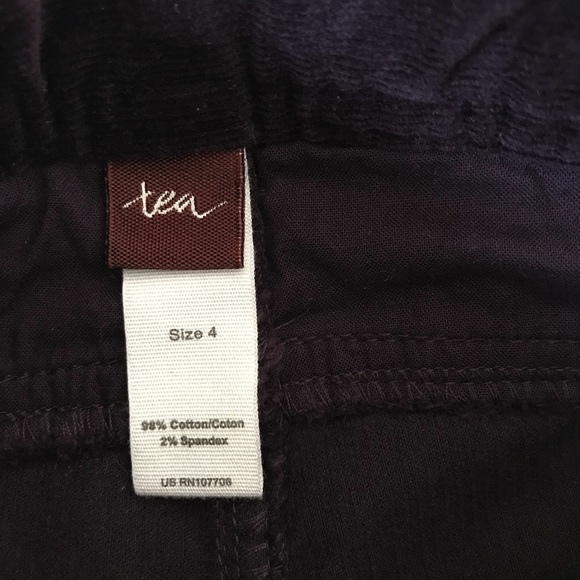 tea
Size 4
98% Cotton/Coton
2% Spandex
US RN107706